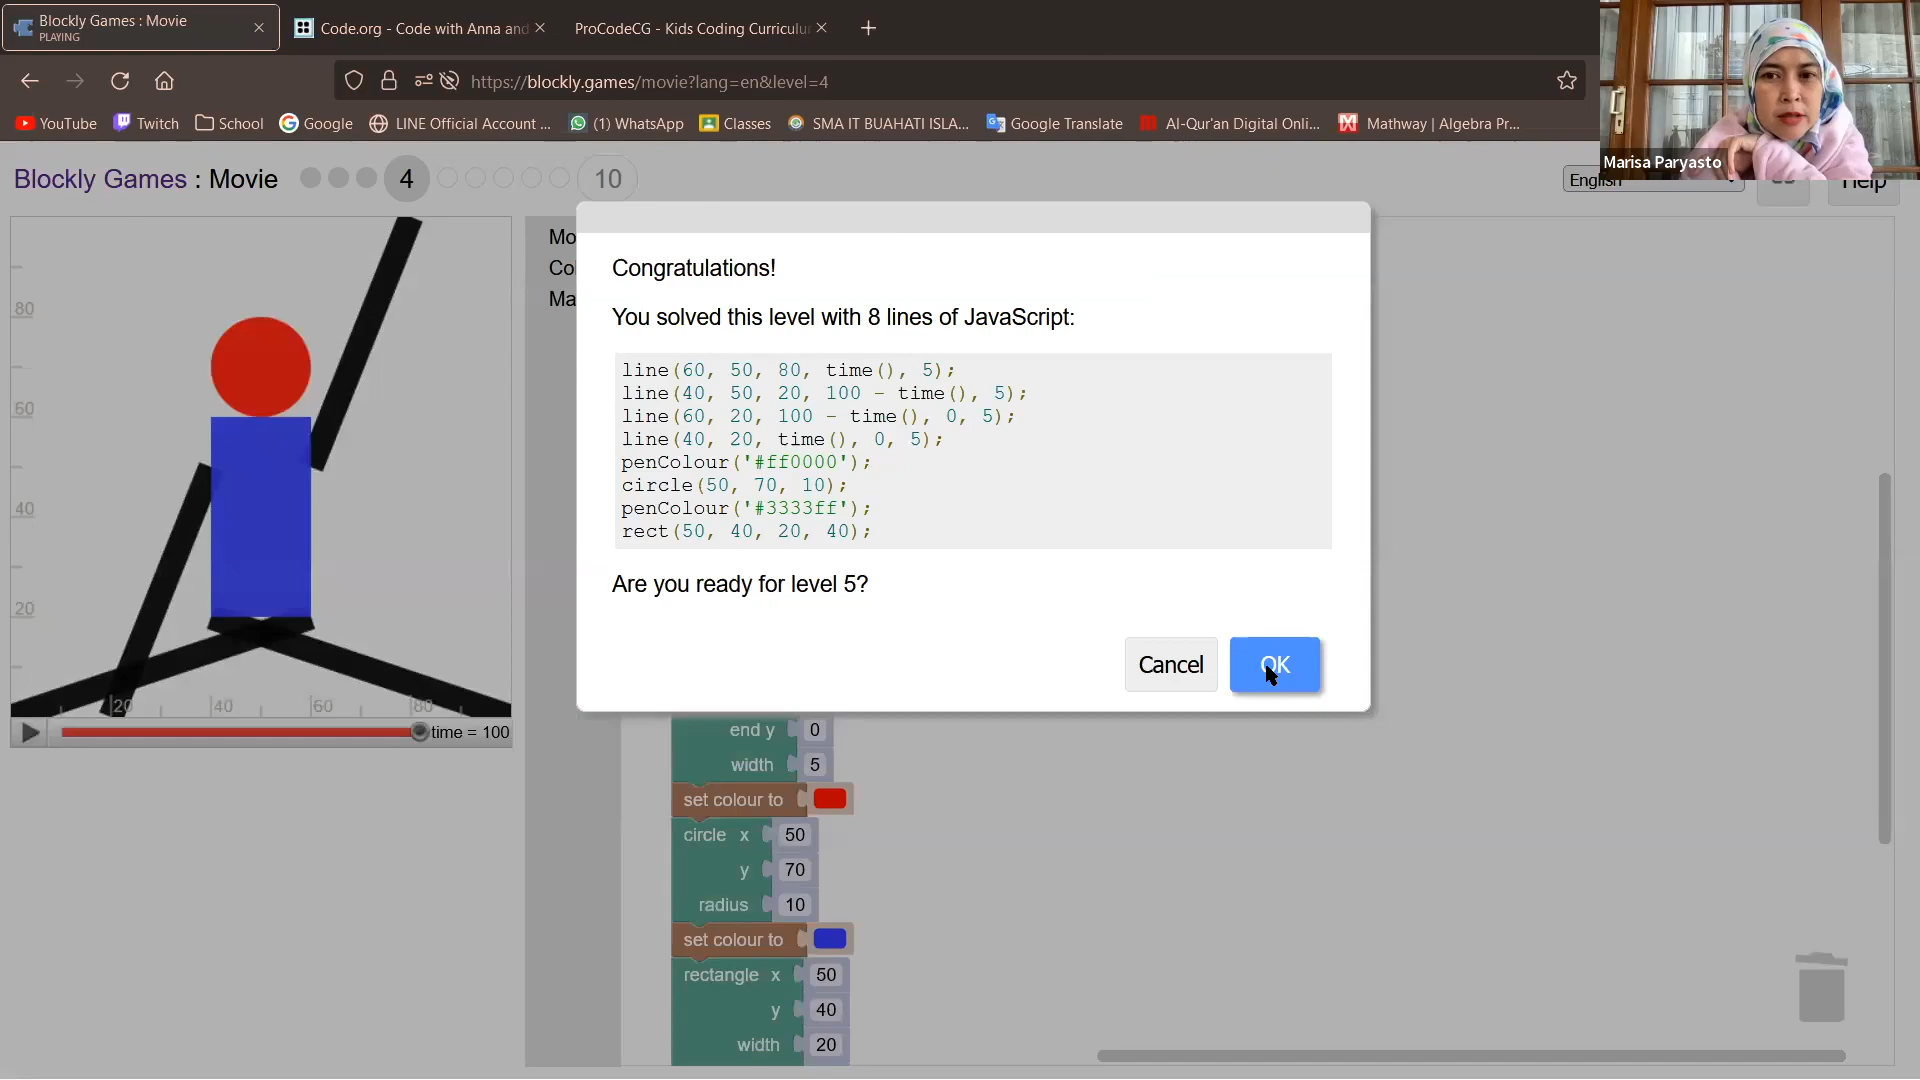 Blockly Games : Movie
PLAYING
Code.org - Code with Anna and
ProCodeCG - Kids Coding Curriculu
https://blockly.games/movie?lang=en&level=4
YouTube
Twitch
School
Google
LINE Official Account ...
(1) WhatsApp
Classes
SMA IT BUAHATI ISLA...
Google Translate
Al-Qur'an Digital Onli...
Mathway | Algebra Pr...
Marisa Paryasto
Blockly Games : Movie
4
10
English
Help
80
60
40
20
20
40
60
80
time = 100
Mo
Col
Ma
Congratulations!
You solved this level with 8 lines of JavaScript:
line(60, 50, 80, time(), 5);
line(40, 50, 20, 100 - time(), 5);
line(60, 20, 100 - time(), 0, 5);
line(40, 20, time(), 0, 5);
penColour('#ff0000');
circle(50, 70, 10);
penColour('#3333ff');
rect(50, 40, 20, 40);
Are you ready for level 5?
Cancel
OK
end y 0
width 5
set colour to
circle x 50
y 70
radius 10
set colour to
rectangle x 50
y 40
width 20